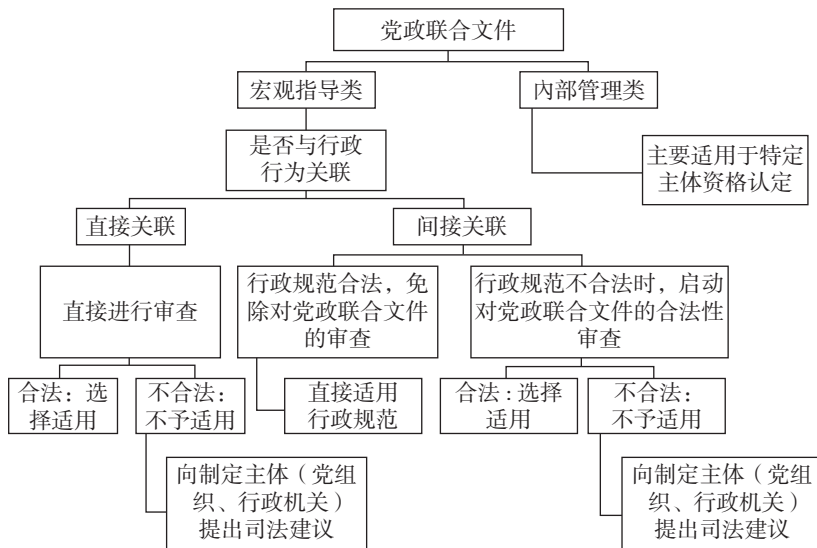 党政联合文件
宏观指导类
内部管理类
是否与行政
行为关联
主要适用于特定
主体资格认定
直接关联
间接关联
直接进行审查
行政规范合法，免
除对党政联合文件
的审查
行政规范不合法时，启动
对党政联合文件的合法性
审查
合法：选
择适用
不合法：
不予适用
直接适用
行政规范
合法：选择
适用
不合法：
不予适用
向制定主体（党组
织、行政机关）
提出司法建议
向制定主体（党组
织、行政机关）
提出司法建议